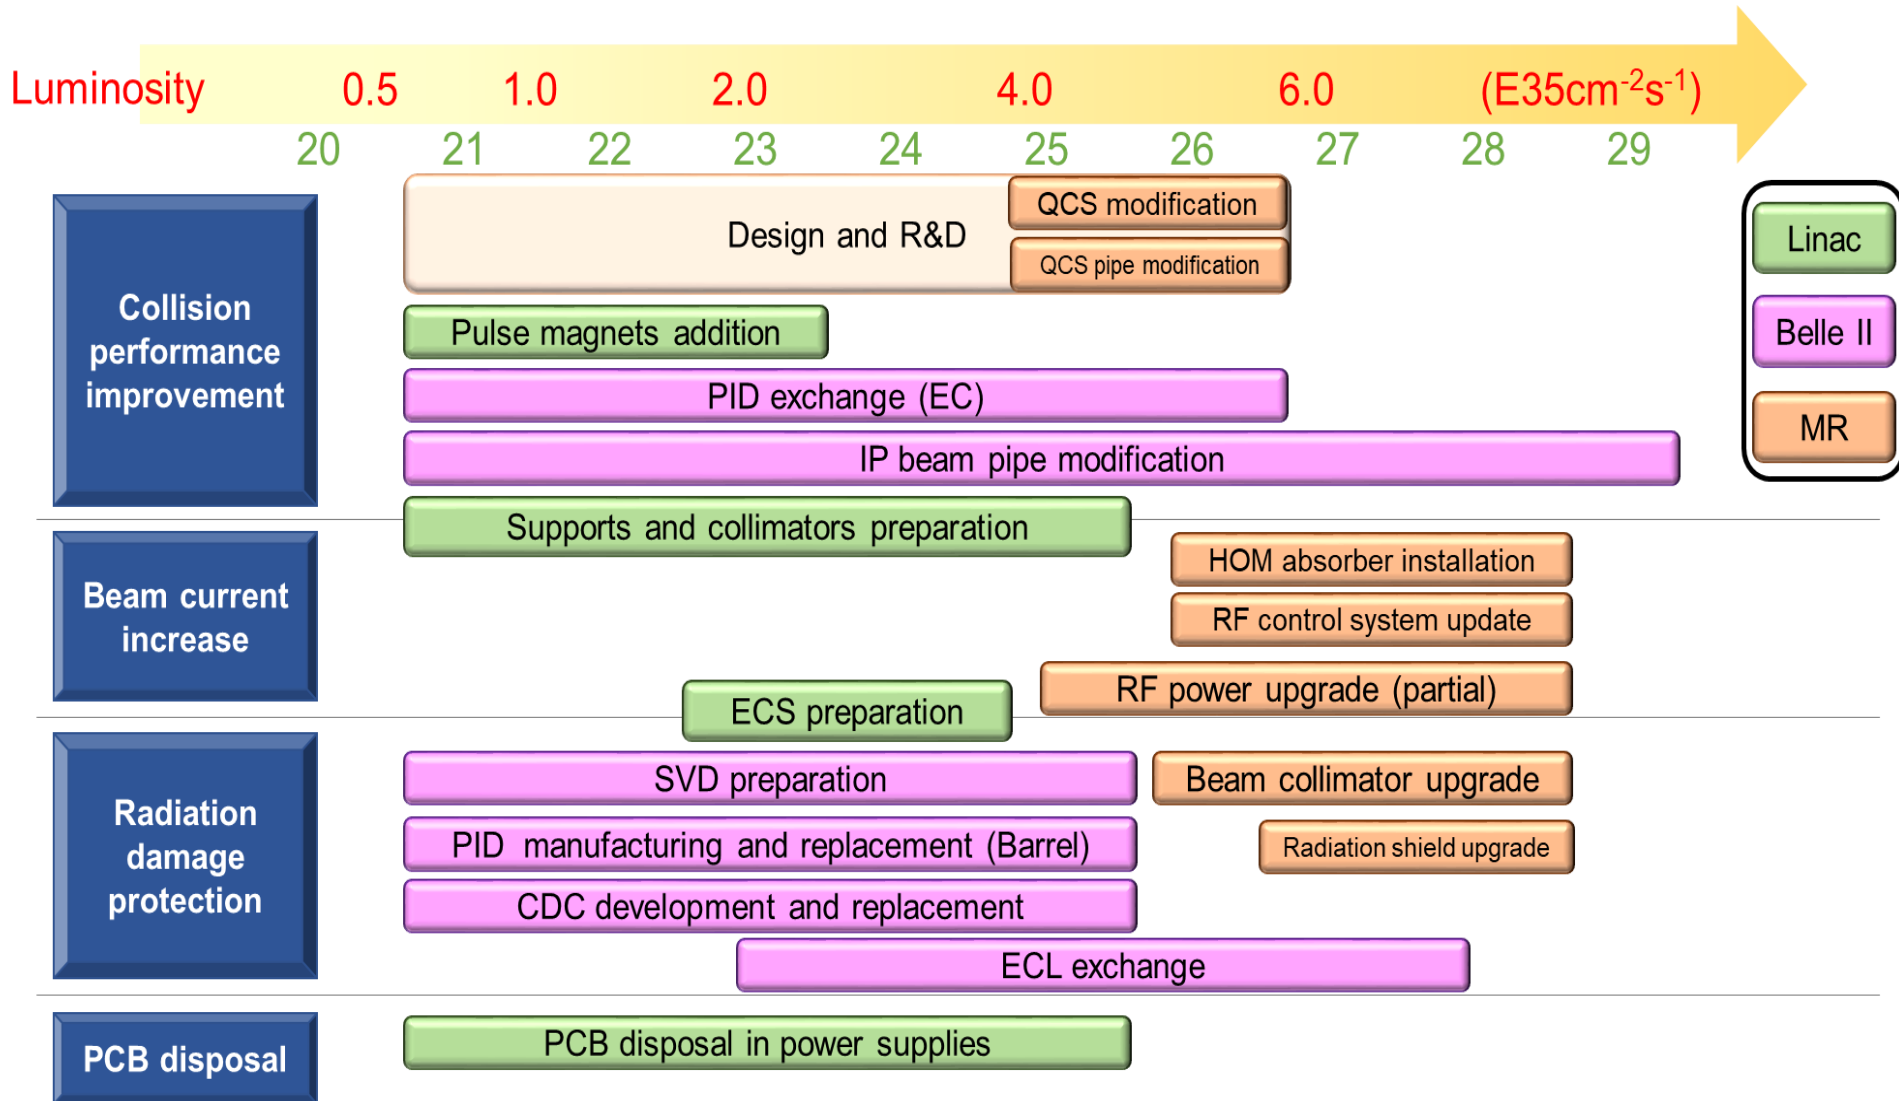 Luminosity 0.5 1.0 2.0 4.0 6.0 (E35cm-2s-1)
20 21 22 23 24 25 26 27 28 29
Collision
performance
improvement
Design and R&D
QCS modification
QCS pipe modification
Pulse magnets addition
PID exchange (EC)
IP beam pipe modification
Supports and collimators preparation
Linac
Belle II
MR
Beam current
increase
HOM absorber installation
RF control system update
RF power upgrade (partial)
ECS preparation
Radiation
damage
protection
SVD preparation
Beam collimator upgrade
PID manufacturing and replacement (Barrel)
Radiation shield upgrade
CDC development and replacement
ECL exchange
PCB disposal
PCB disposal in power supplies